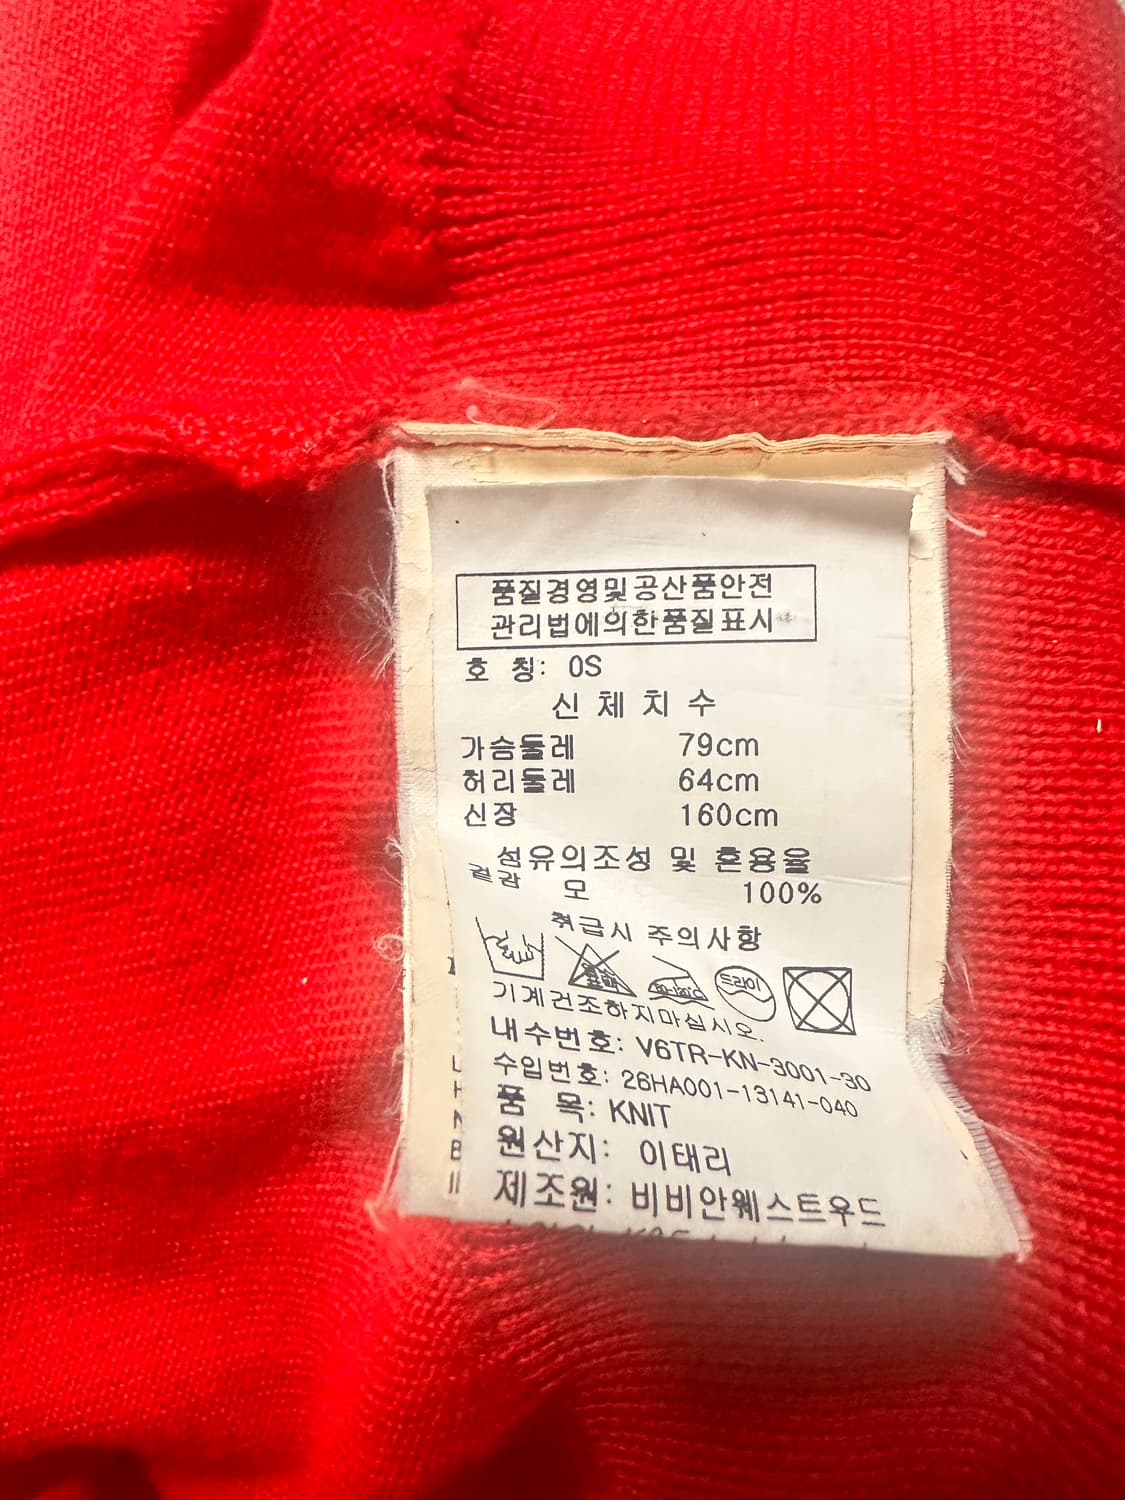 품질경영및공산품안전
관리법에의한품질표시
호 칭: OS
신 체 치 수
가슴둘레 79cm
허리둘레 64cm
신장 160cm
섬유의조성 및 혼용율
겉감 모 100%
취급시 주의사항
드라이
기계건조하지마십시오.
내수번호: V6TR-KN-3001-30
수입번호: 26HA001-13141-040
품 목: KNIT
원산지: 이태리
제조원: 비비안웨스트우드